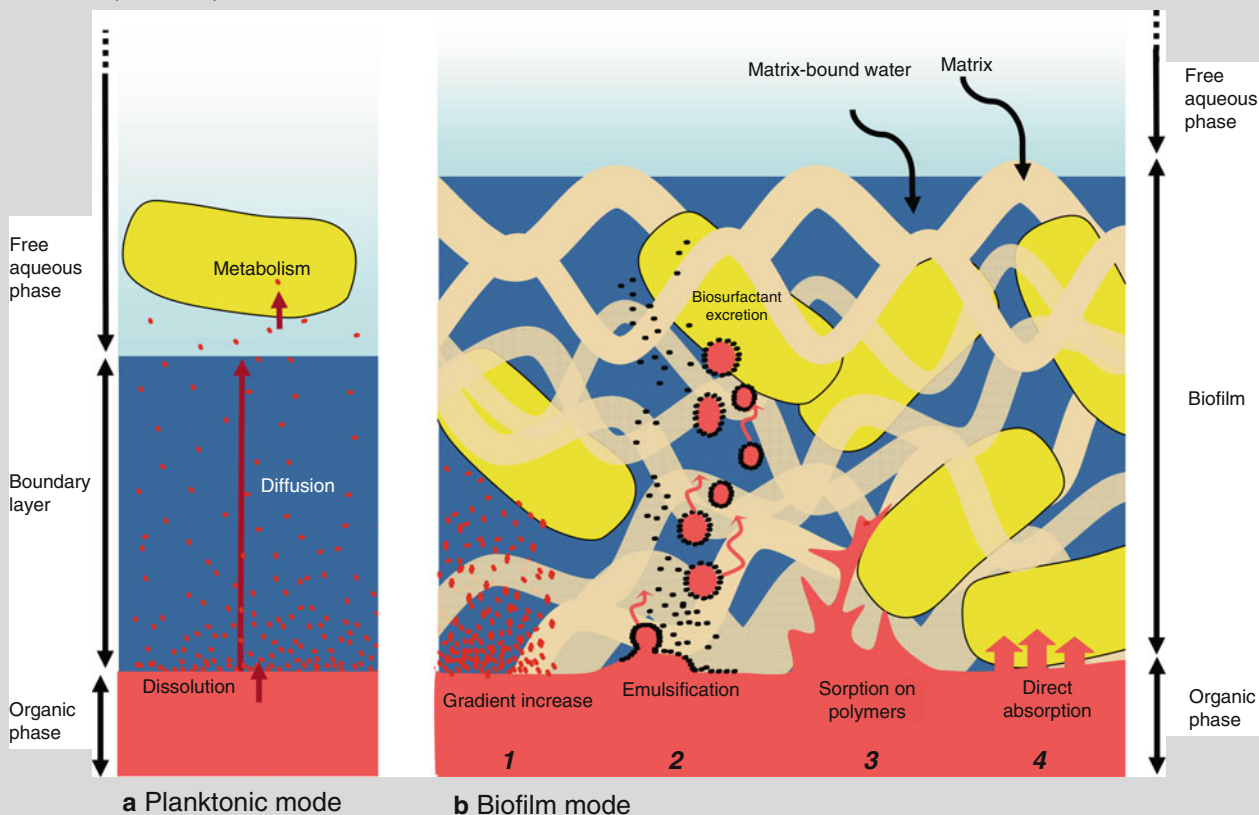 Free
aqueous
phase
Boundary
layer
Organic
phase
Metabolism
Diffusion
Dissolution
a Planktonic mode
Matrix-bound water
Matrix
Biosurfactant
excretion
Gradient increase
Emulsification
Sorption on
polymers
Direct
absorption
1
2
3
4
b Biofilm mode
Free
aqueous
phase
Biofilm
Organic
phase